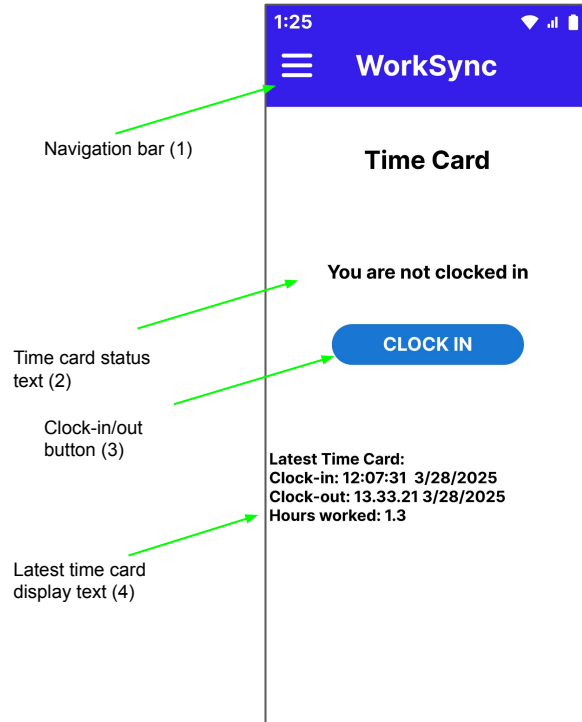 1:25
WorkSync
Navigation bar (1)
Time Card
You are not clocked in
Time card status
text (2)
CLOCK IN
Clock-in/out
button (3)
Latest Time Card:
Clock-in: 12:07:31  3/28/2025
Clock-out: 13.33.21 3/28/2025
Hours worked: 1.3
Latest time card
display text (4)